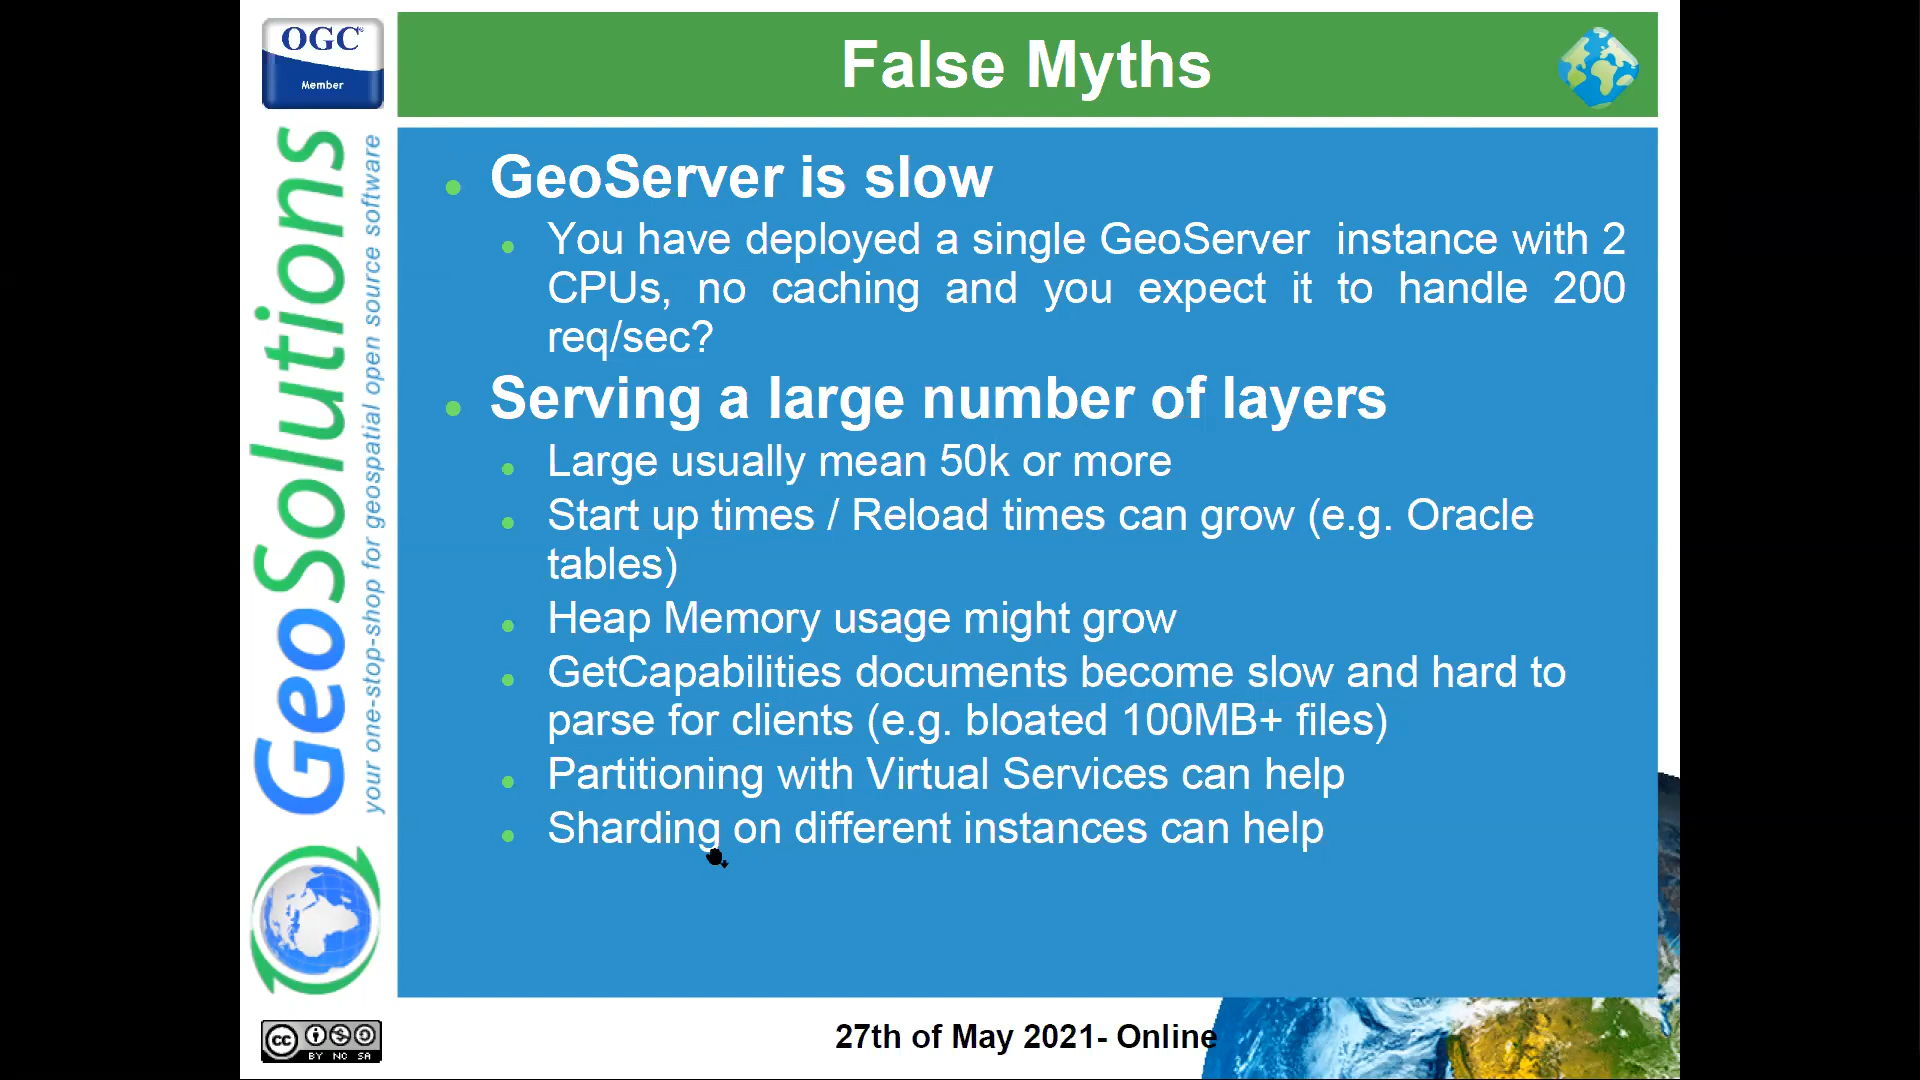 OGC
Member
False Myths
GeoServer is slow
You have deployed a single GeoServer instance with 2
CPUs, no caching and you expect it to handle 200
req/sec?
Serving a large number of layers
Large usually mean 50k or more
Start up times / Reload times can grow (e.g. Oracle
tables)
Heap Memory usage might grow
GetCapabilities documents become slow and hard to
parse for clients (e.g. bloated 100MB+ files)
Partitioning with Virtual Services can help
Sharding on different instances can help
GeoSolutions
your one-stop-shop for geospatial open source software
cc
BY NC SA
27th of May 2021- Online